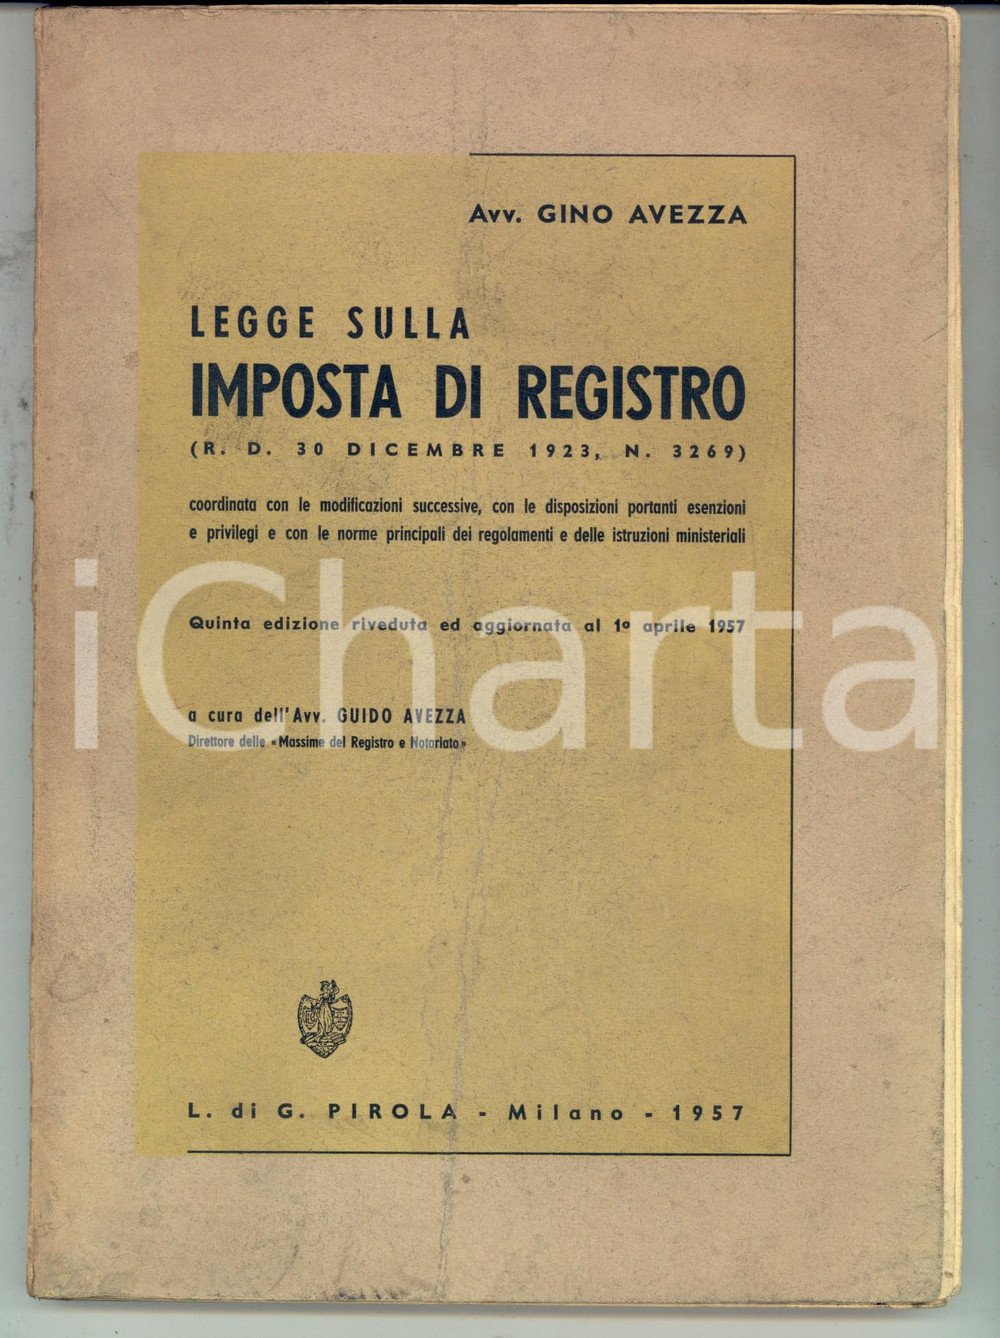 Avv. GINO AVEZZA
LEGGE SULLA
IMPOSTA DI REGISTRO
(R. D. 30 DICEMBRE 1923, N. 3269)
coordinata con le modificazioni successive, con le disposizioni portanti esenzioni
e privilegi e con le norme principali dei regolamenti e delle istruzioni ministeriali
iCharta
Quinta edizione riveduta ed aggiornata al 1º aprile 1957
a cura dell'Avv. GUIDO AVEZZA
Direttore delle «Massime del Registro e Notariato»
L. di G. PIROLA - Milano - 1957